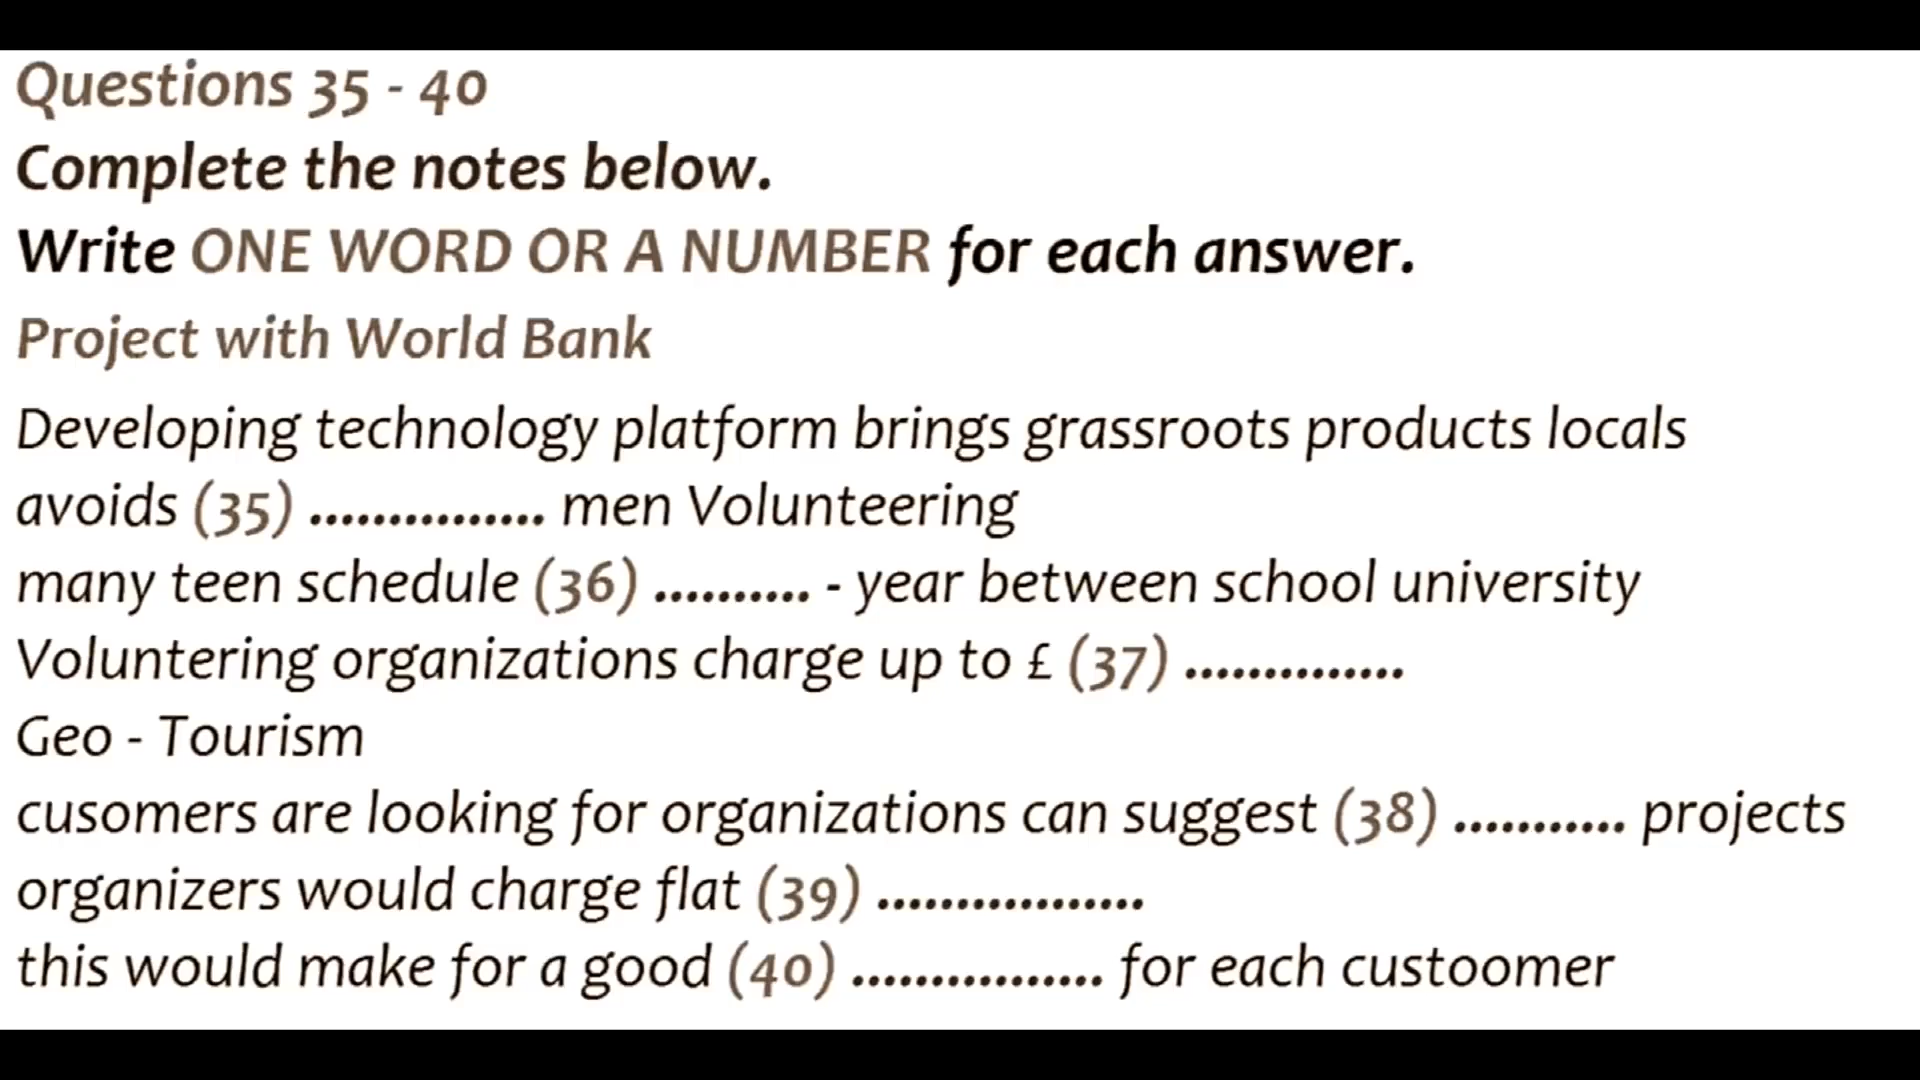 Questions 35 - 40
Complete the notes below.
Write ONE WORD OR A NUMBER for each answer.
Project with World Bank
Developing technology platform brings grassroots products locals
avoids (35) ............... men Volunteering
many teen schedule (36) .......... - year between school university
Voluntering organizations charge up to £ (37) ..............
Geo - Tourism
cusomers are looking for organizations can suggest (38) ........... projects
organizers would charge flat (39) .................
this would make for a good (40) ................ for each custoomer